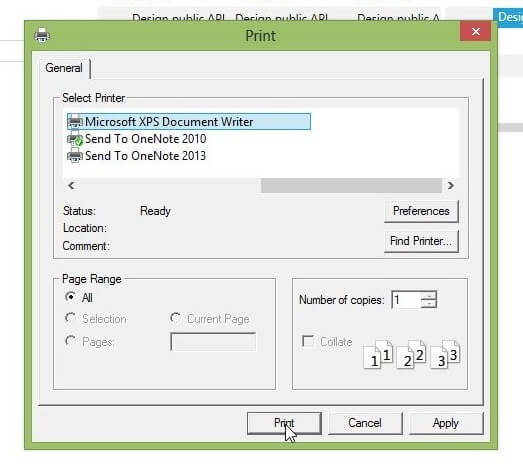 Design public API Design public API Design public A Desi
Print
General
Select Printer
Microsoft XPS Document Writer
Send To OneNote 2010
Send To OneNote 2013
Status: Ready
Location:
Comment:
Preferences
Find Printer...
Page Range
All
Selection Current Page
Pages:
Number of copies: 1
Collate
1 1 2 2 3 3
Print Cancel Apply